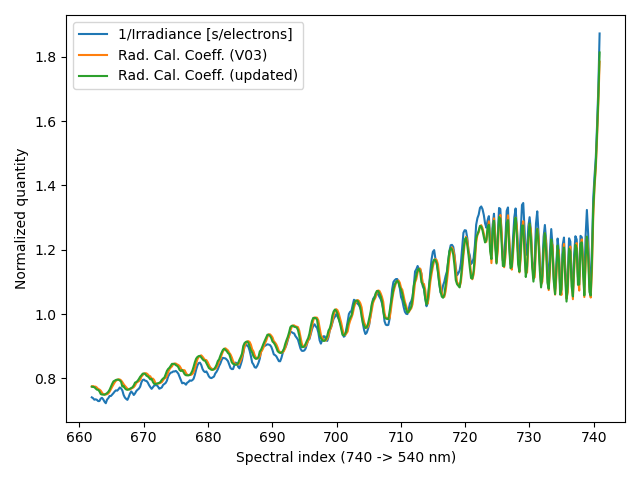 1/Irradiance [s/electrons]
Rad. Cal. Coeff. (V03)
Rad. Cal. Coeff. (updated)
Normalized quantity
1.8
1.6
1.4
1.2
1.0
0.8
660 670 680 690 700 710 720 730 740
Spectral index (740 -> 540 nm)